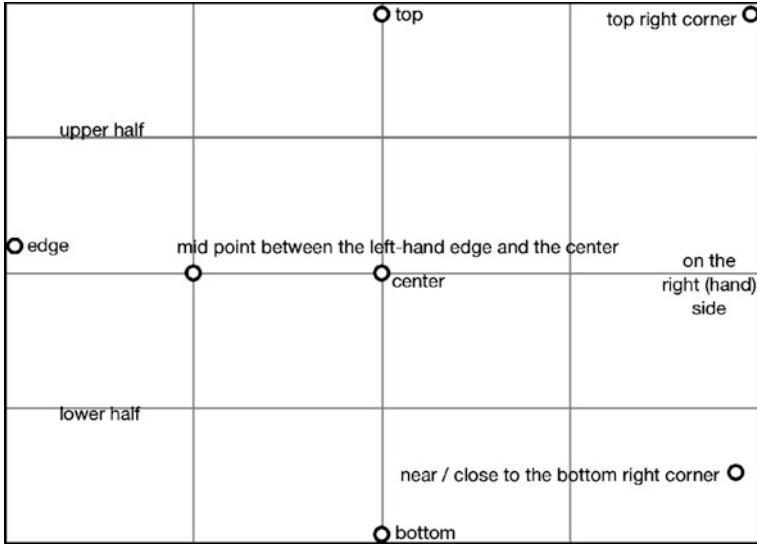 top
top right corner
upper half
edge
mid point between the left-hand edge and the center
center
on the
right (hand)
side
lower half
near / close to the bottom right corner
bottom